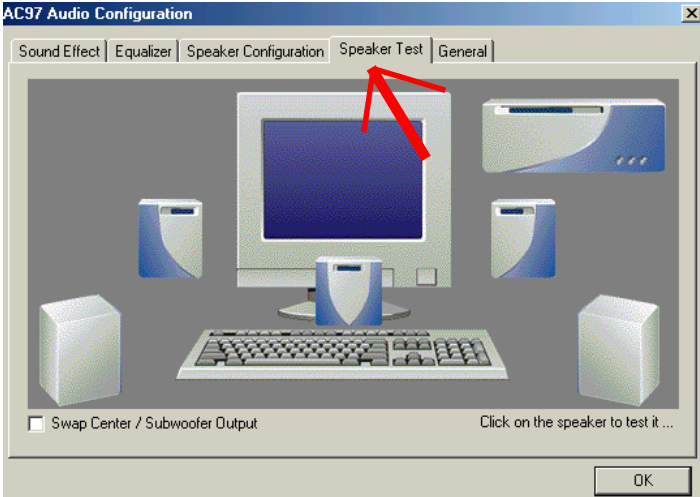 AC97 Audio Configuration
Sound Effect Equalizer Speaker Configuration Speaker Test General
Swap Center / Subwoofer Output Click on the speaker to test it ...
OK